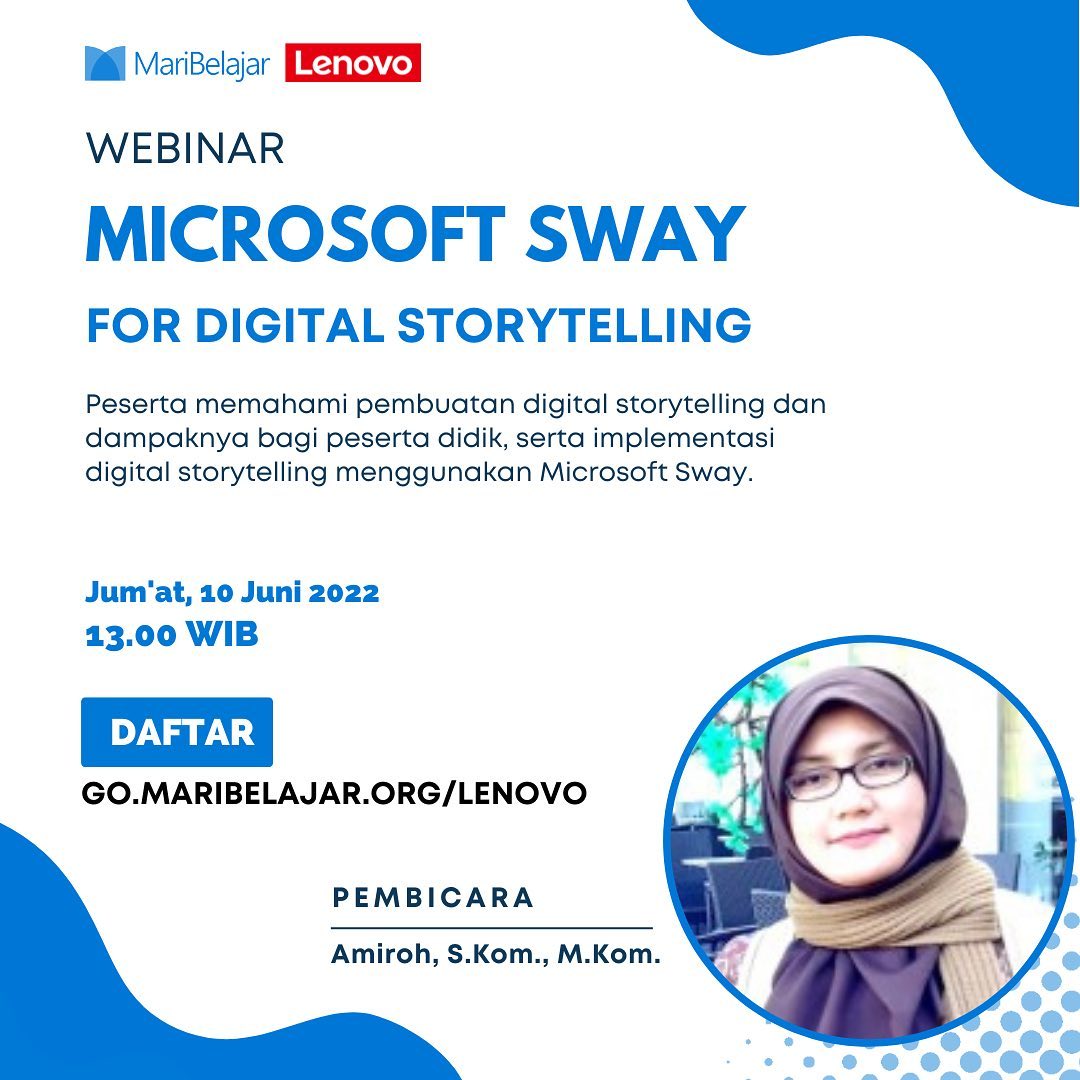 MariBelajar Lenovo
WEBINAR
MICROSOFT SWAY
FOR DIGITAL STORYTELLING
Peserta memahami pembuatan digital storytelling dan
dampaknya bagi peserta didik, serta implementasi
digital storytelling menggunakan Microsoft Sway.
Jum'at, 10 Juni 2022
13.00 WIB
DAFTAR
GO.MARIBELAJAR.ORG/LENOVO
PEMBICARA
Amiroh, S.Kom., M.Kom.